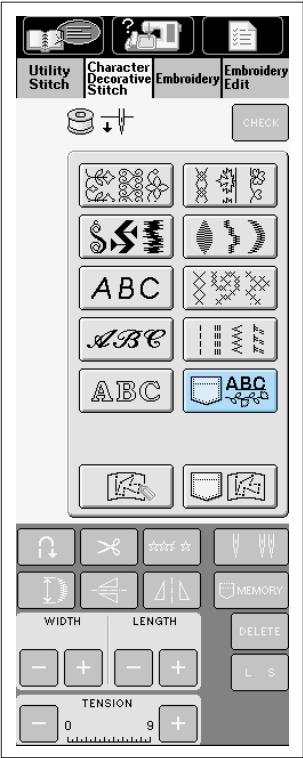 Utility Stitch
Character Decorative Stitch
Embroidery
Embroidery Edit
CHECK
ABC
ABC
ABC
ABC
MEMORY
WIDTH
LENGTH
DELETE
L S
TENSION
0 9